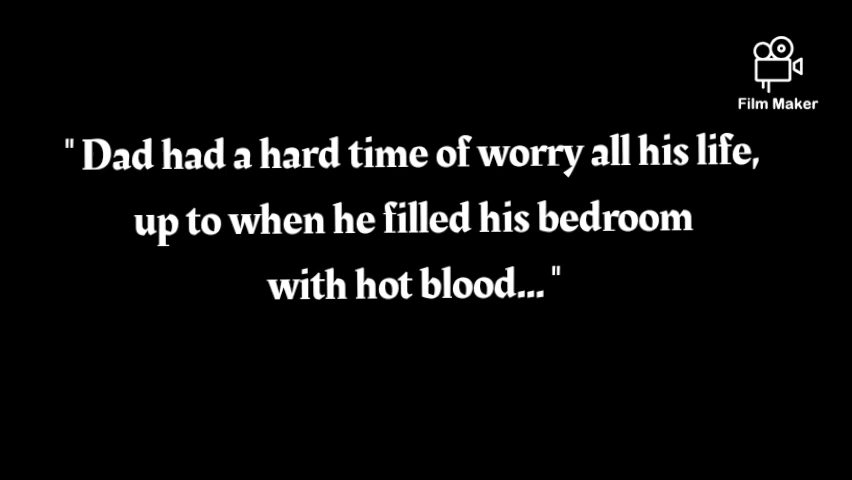 Film Maker
" Dad had a hard time of worry all his life,
up to when he filled his bedroom
with hot blood... "